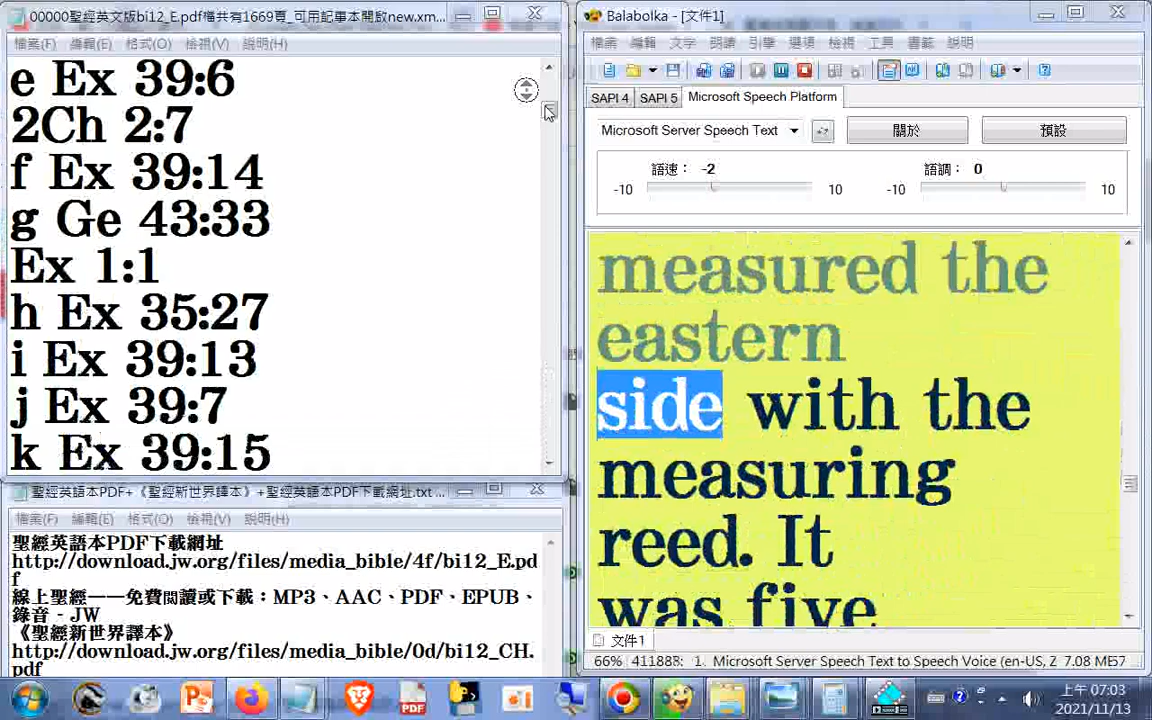 00000聖經英文版bi12_E.pdf檔共有1669頁_可用記事本開啟new.xm...
檔案(F) 編輯(E) 格式(O) 檢視(V) 說明(H)
e Ex 39:6
2Ch 2:7
f Ex 39:14
g Ge 43:33
Ex 1:1
h Ex 35:27
i Ex 39:13
j Ex 39:7
k Ex 39:15
聖經英語本PDF+《聖經新世界譯本》+聖經英語本PDF下載網址.txt ...
檔案(F) 編輯(E) 格式(O) 檢視(V) 說明(H)
聖經英語本PDF下載網址
http://download.jw.org/files/media_bible/4f/bi12_E.pd
f
線上聖經——免費閱讀或下載：MP3、AAC、PDF、EPUB、
錄音 - JW
《聖經新世界譯本》
http://download.jw.org/files/media_bible/0d/bi12_CH.
pdf
Balabolka - [文件1]
檔案 編輯 文字 朗讀 引擎 選項 檢視 工具 書籤 說明
SAPI 4 SAPI 5 Microsoft Speech Platform
Microsoft Server Speech Text 關於 預設
語速： -2 語調： 0
-10 10 -10 10
measured the
eastern
side with the
measuring
reed. It
was five
文件1
66% 411888: 1. Microsoft Server Speech Text to Speech Voice (en-US, Z 7.08 ME57
上午 07:03
2021/11/13